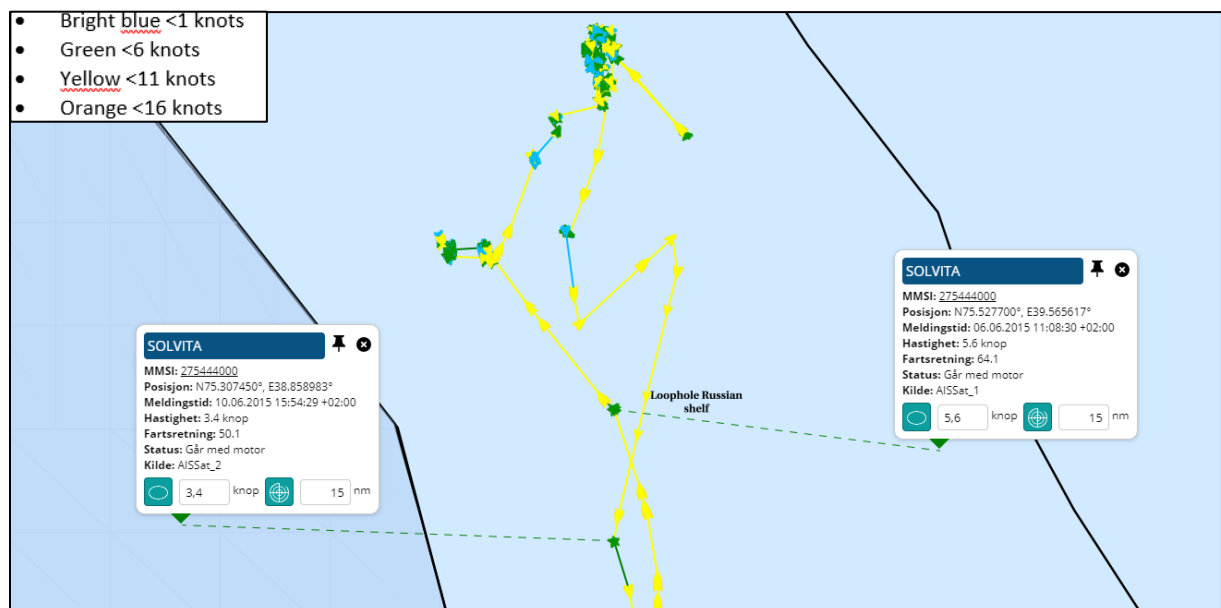 Bright blue <1 knots
Green <6 knots
Yellow <11 knots
Orange <16 knots
SOLVITA
MMSI: 275444000
Posisjon: N75.527700°, E39.565617°
Meldingstid: 06.06.2015 11:08:30 +02:00
Hastighet: 5.6 knop
Fartsretning: 64.1
Status: Går med motor
Kilde: AISSat_1
5,6 knop 15 nm
SOLVITA
MMSI: 275444000
Posisjon: N75.307450°, E38.858983°
Meldingstid: 10.06.2015 15:54:29 +02:00
Hastighet: 3.4 knop
Fartsretning: 50.1
Status: Går med motor
Kilde: AISSat_2
3,4 knop 15 nm
Loophole Russian
shelf